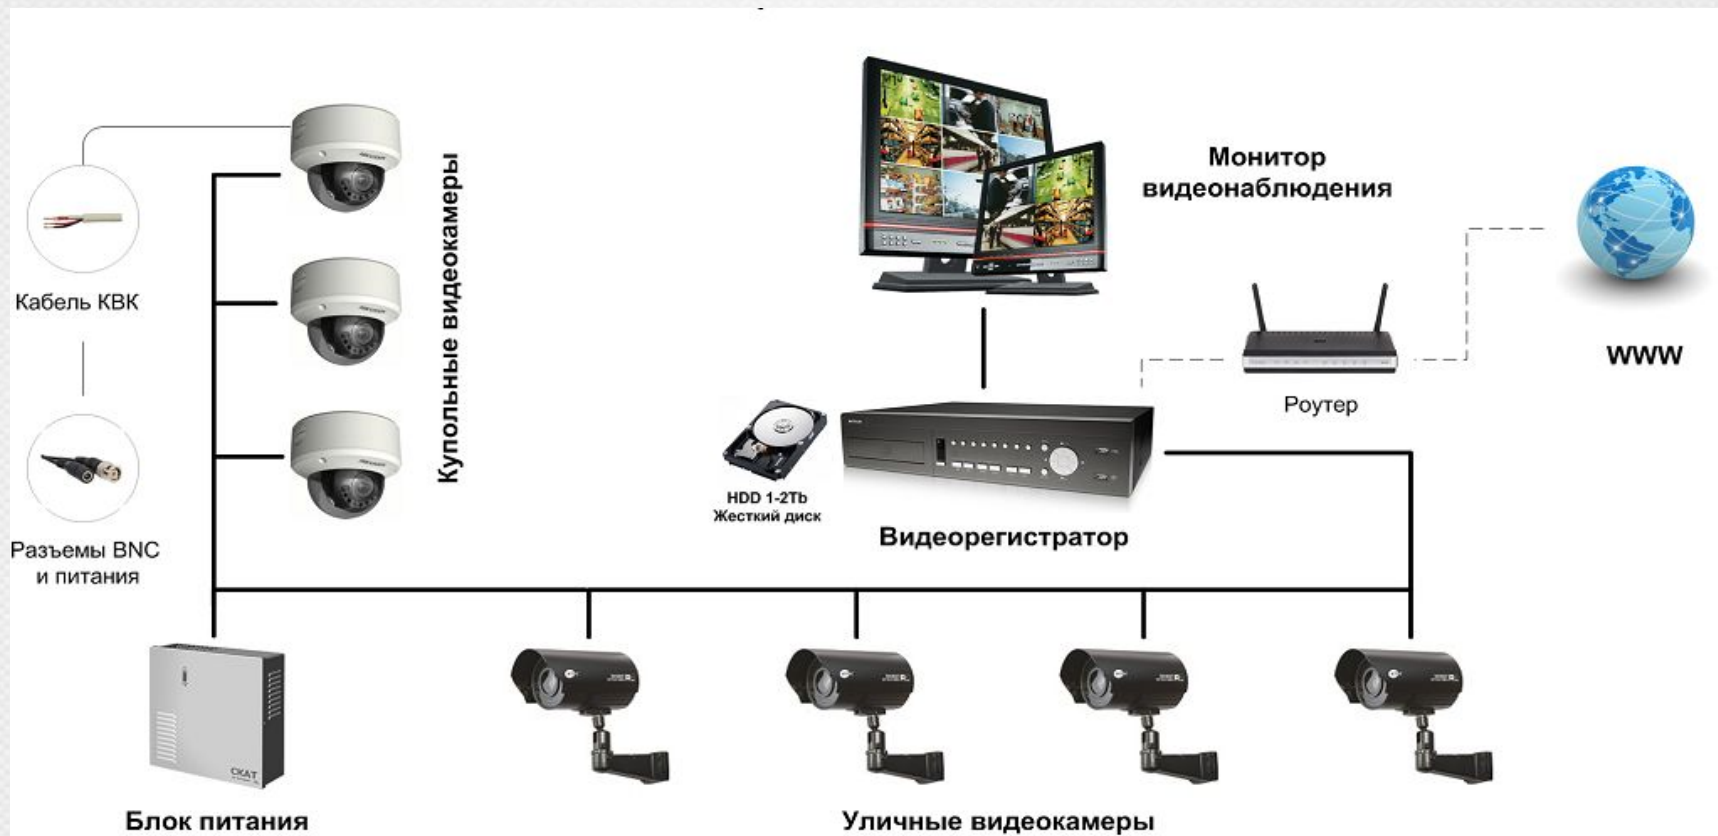 Кабель КВК
Разъемы BNC
и питания
Купольные видеокамеры
Монитор
видеонаблюдения
WWW
Роутер
HDD 1-2Tb
Жесткий диск
Видеорегистратор
СКАТ
Блок питания
Уличные видеокамеры